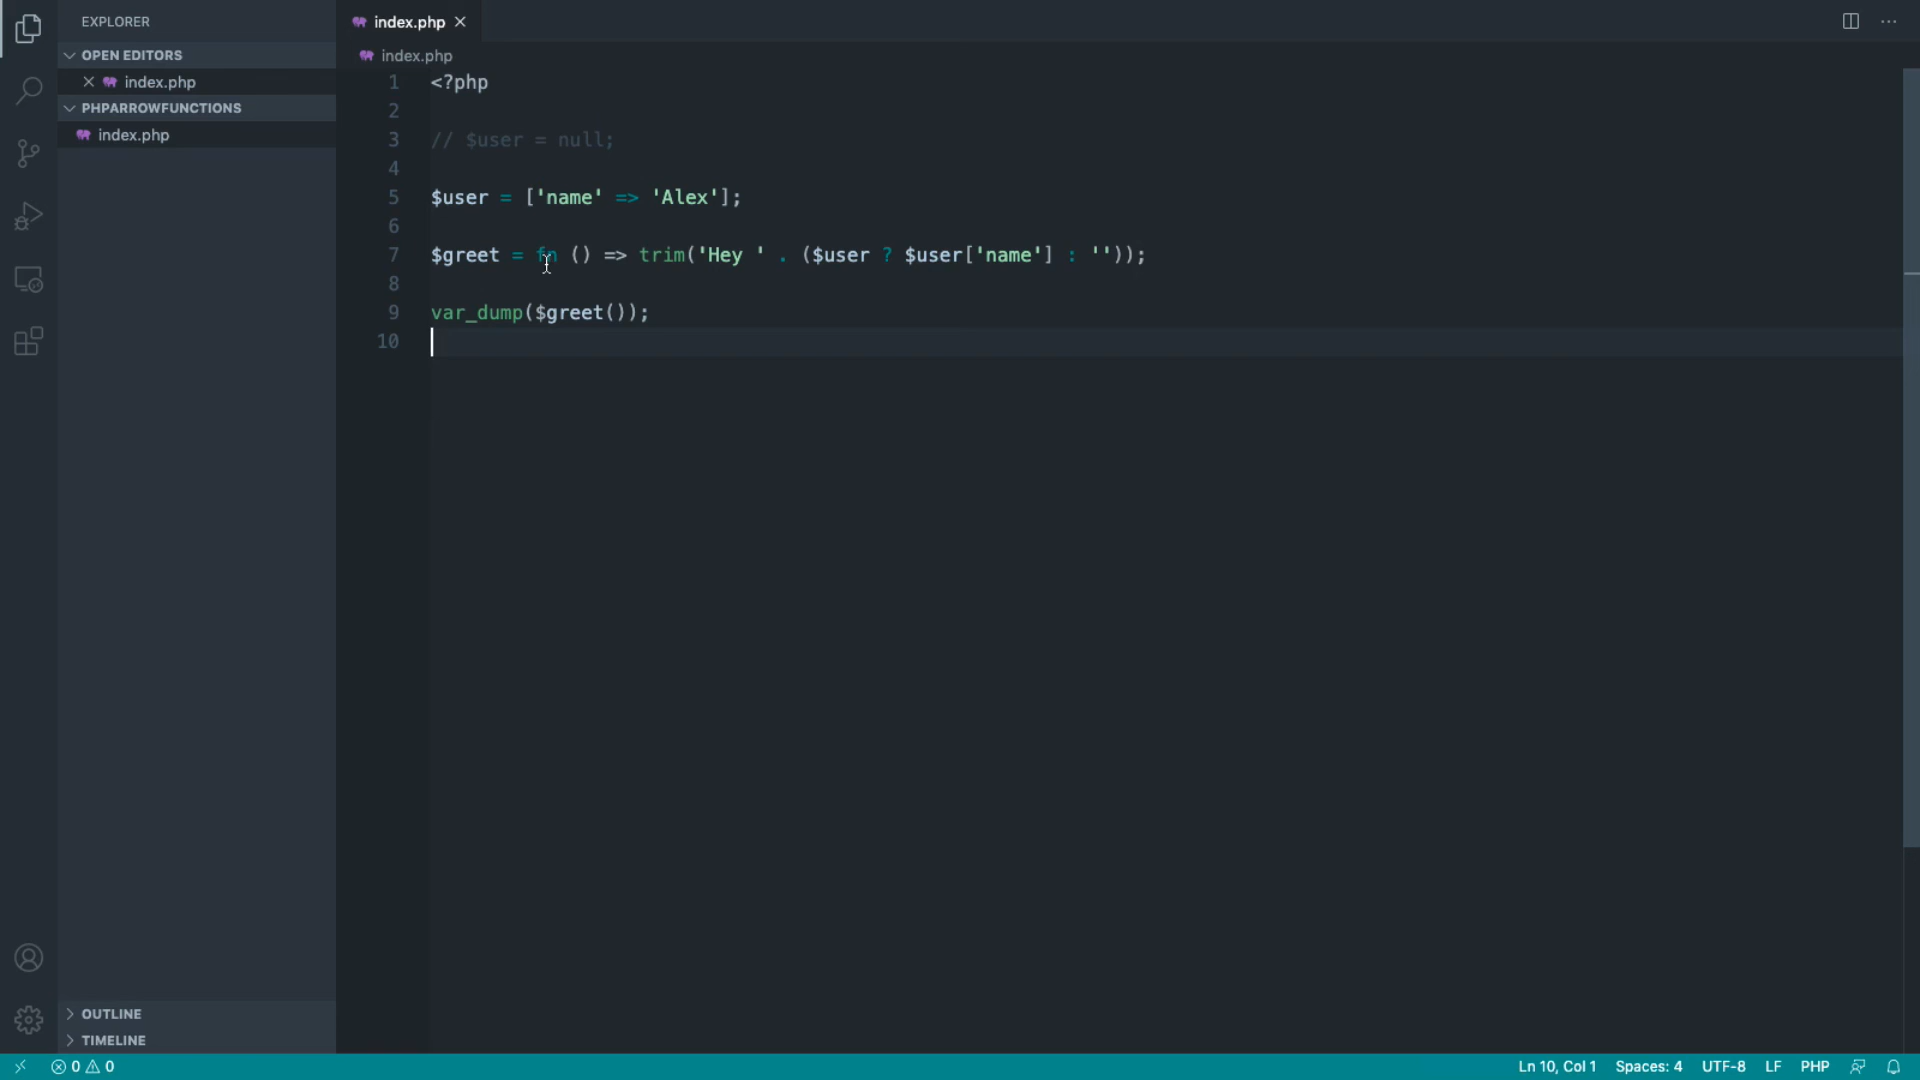 EXPLORER
OPEN EDITORS
index.php
PHPARROWFUNCTIONS
index.php
OUTLINE
TIMELINE
index.php
index.php
1 <?php
2
3 // $user = null;
4
5 $user = ['name' => 'Alex'];
6
7 $greet = fn () => trim('Hey ' . ($user ? $user['name'] : ''));
8
9 var_dump($greet());
10
0 0
Ln 10, Col 1 Spaces: 4 UTF-8 LF PHP